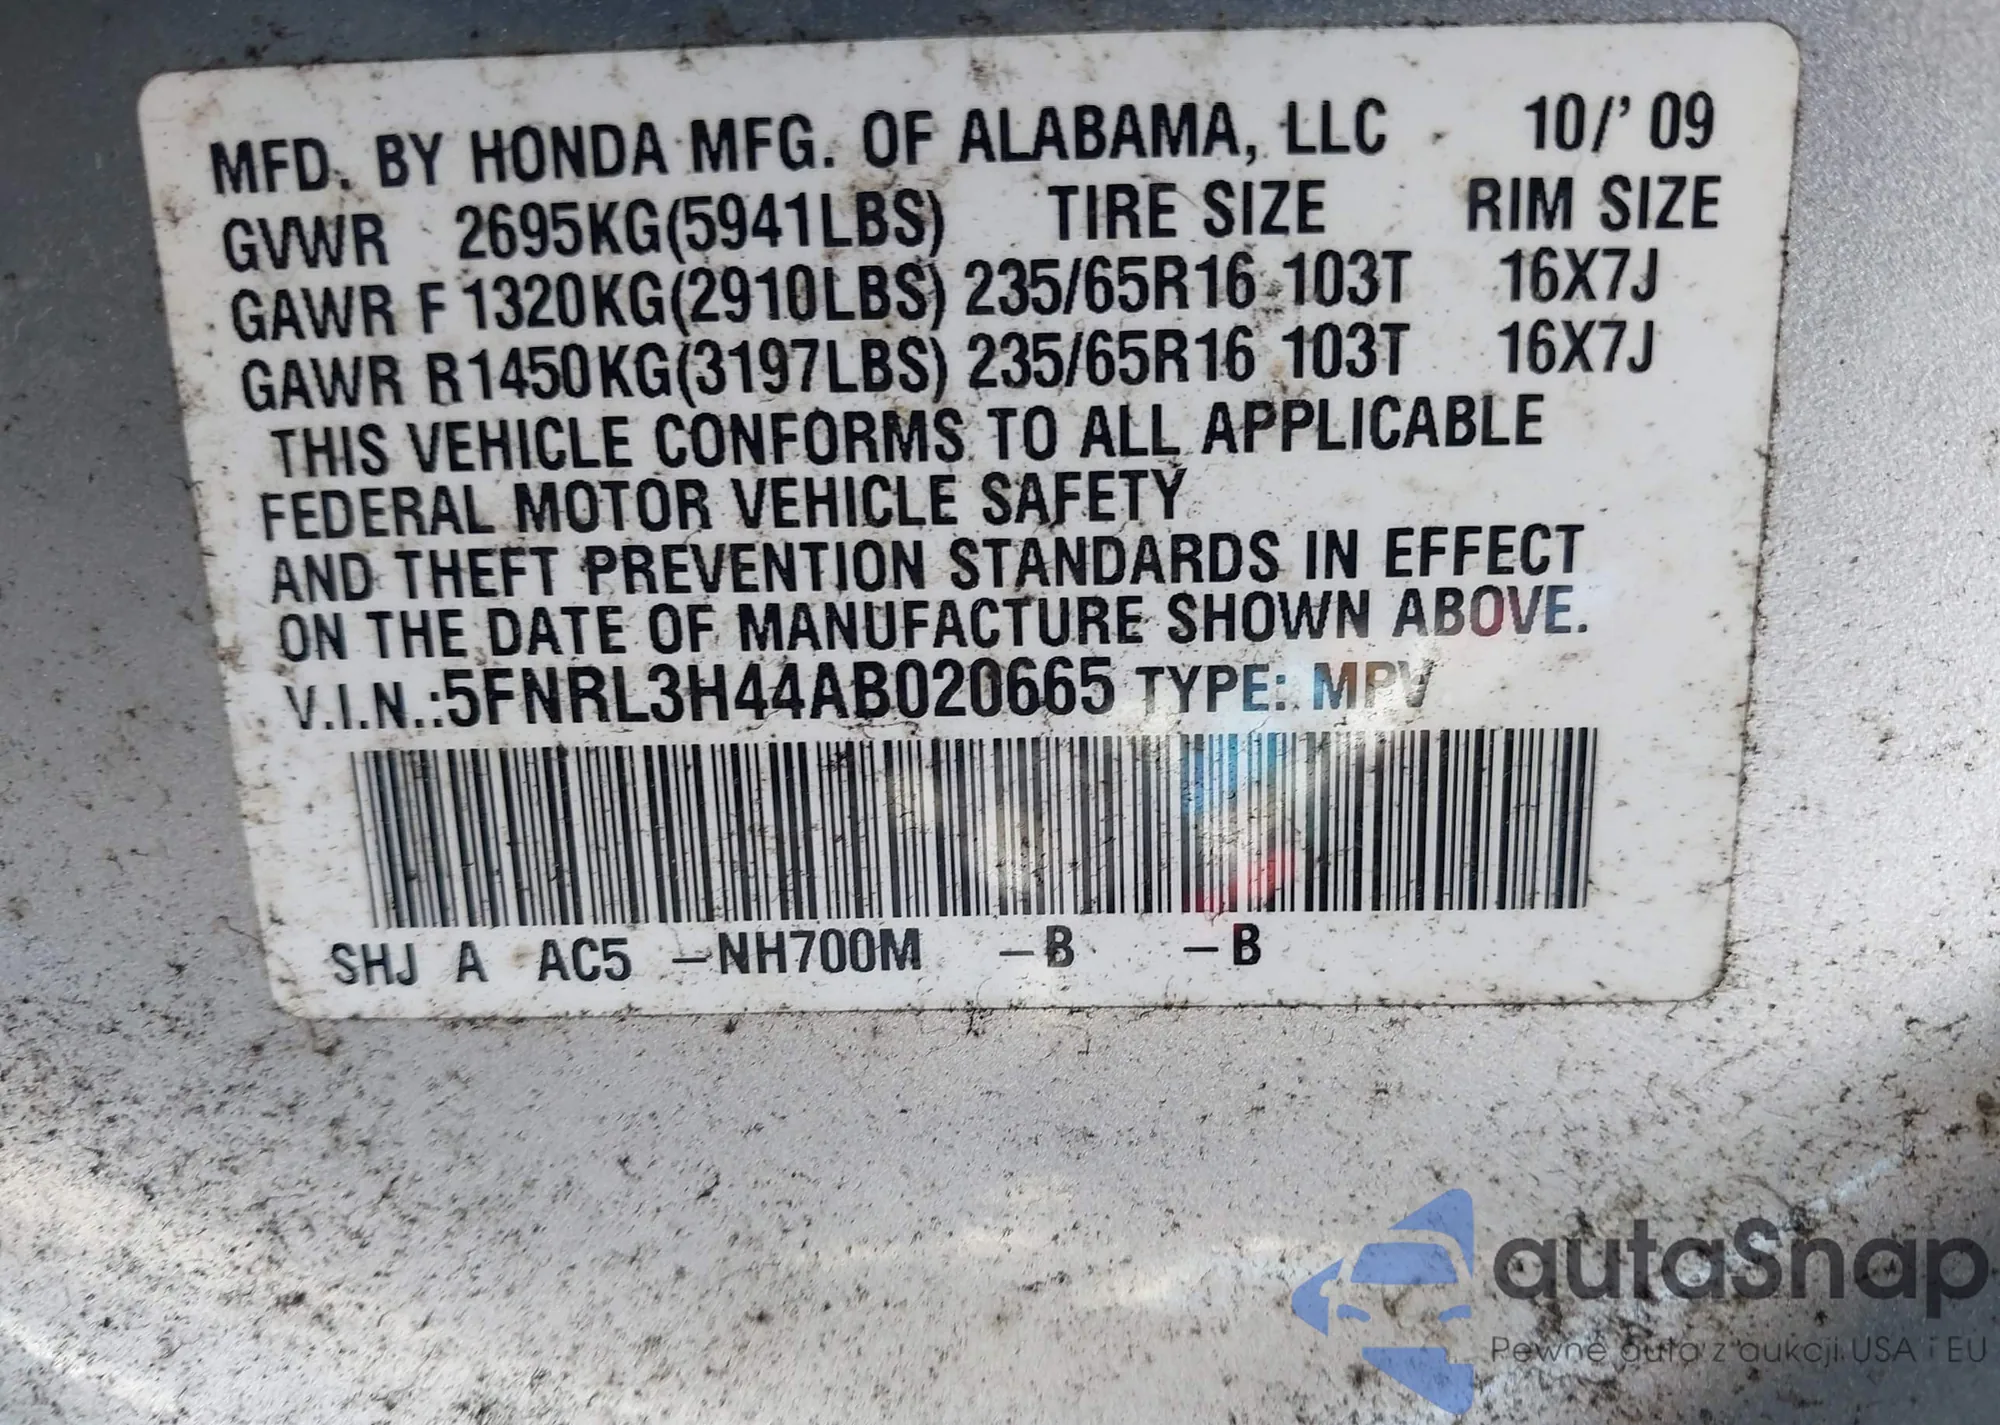 MFD. BY HONDA MFG. OF ALABAMA, LLC 10/'09
GVWR 2695KG(5941LBS) TIRE SIZE RIM SIZE
GAWR F 1320KG(2910LBS) 235/65R16 103T 16X7J
GAWR R 1450KG(3197LBS) 235/65R16 103T 16X7J
THIS VEHICLE CONFORMS TO ALL APPLICABLE
FEDERAL MOTOR VEHICLE SAFETY
AND THEFT PREVENTION STANDARDS IN EFFECT
ON THE DATE OF MANUFACTURE SHOWN ABOVE.
V.I.N.:5FNRL3H44AB020665 TYPE: MPV
SHJ A AC5 -NH700M -B -B
autaSnap
Pewne auta z aukcji USA i EU